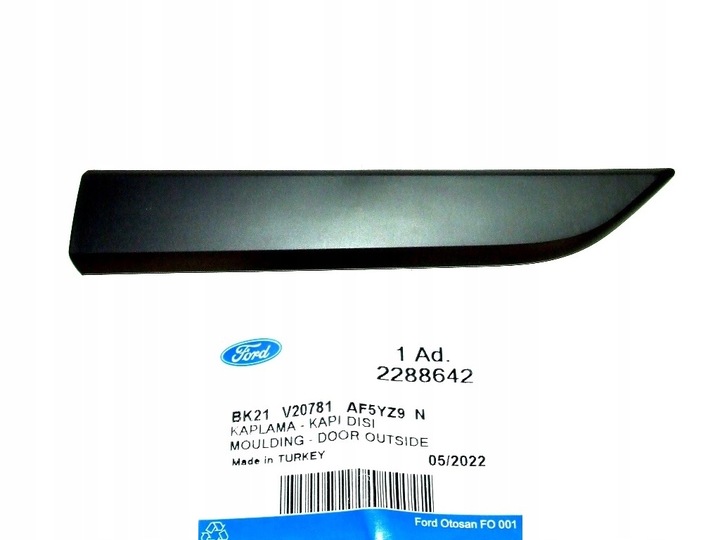 Ford
1 Ad.
2288642
BK21 V20781 AF5YZ9 N
KAPLAMA - KAPI DISI
MOULDING - DOOR OUTSIDE
Made in TURKEY 05/2022
Ford Otosan FO 001